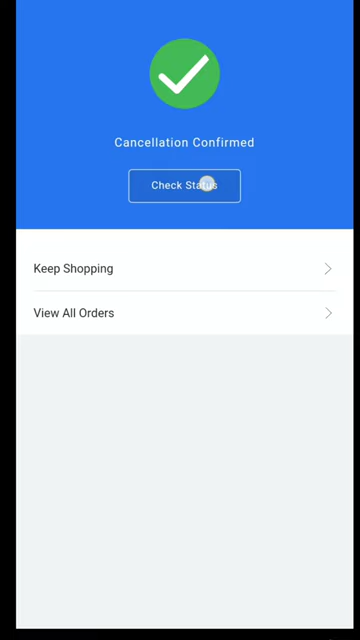 Cancellation Confirmed
Check Status
Keep Shopping
View All Orders